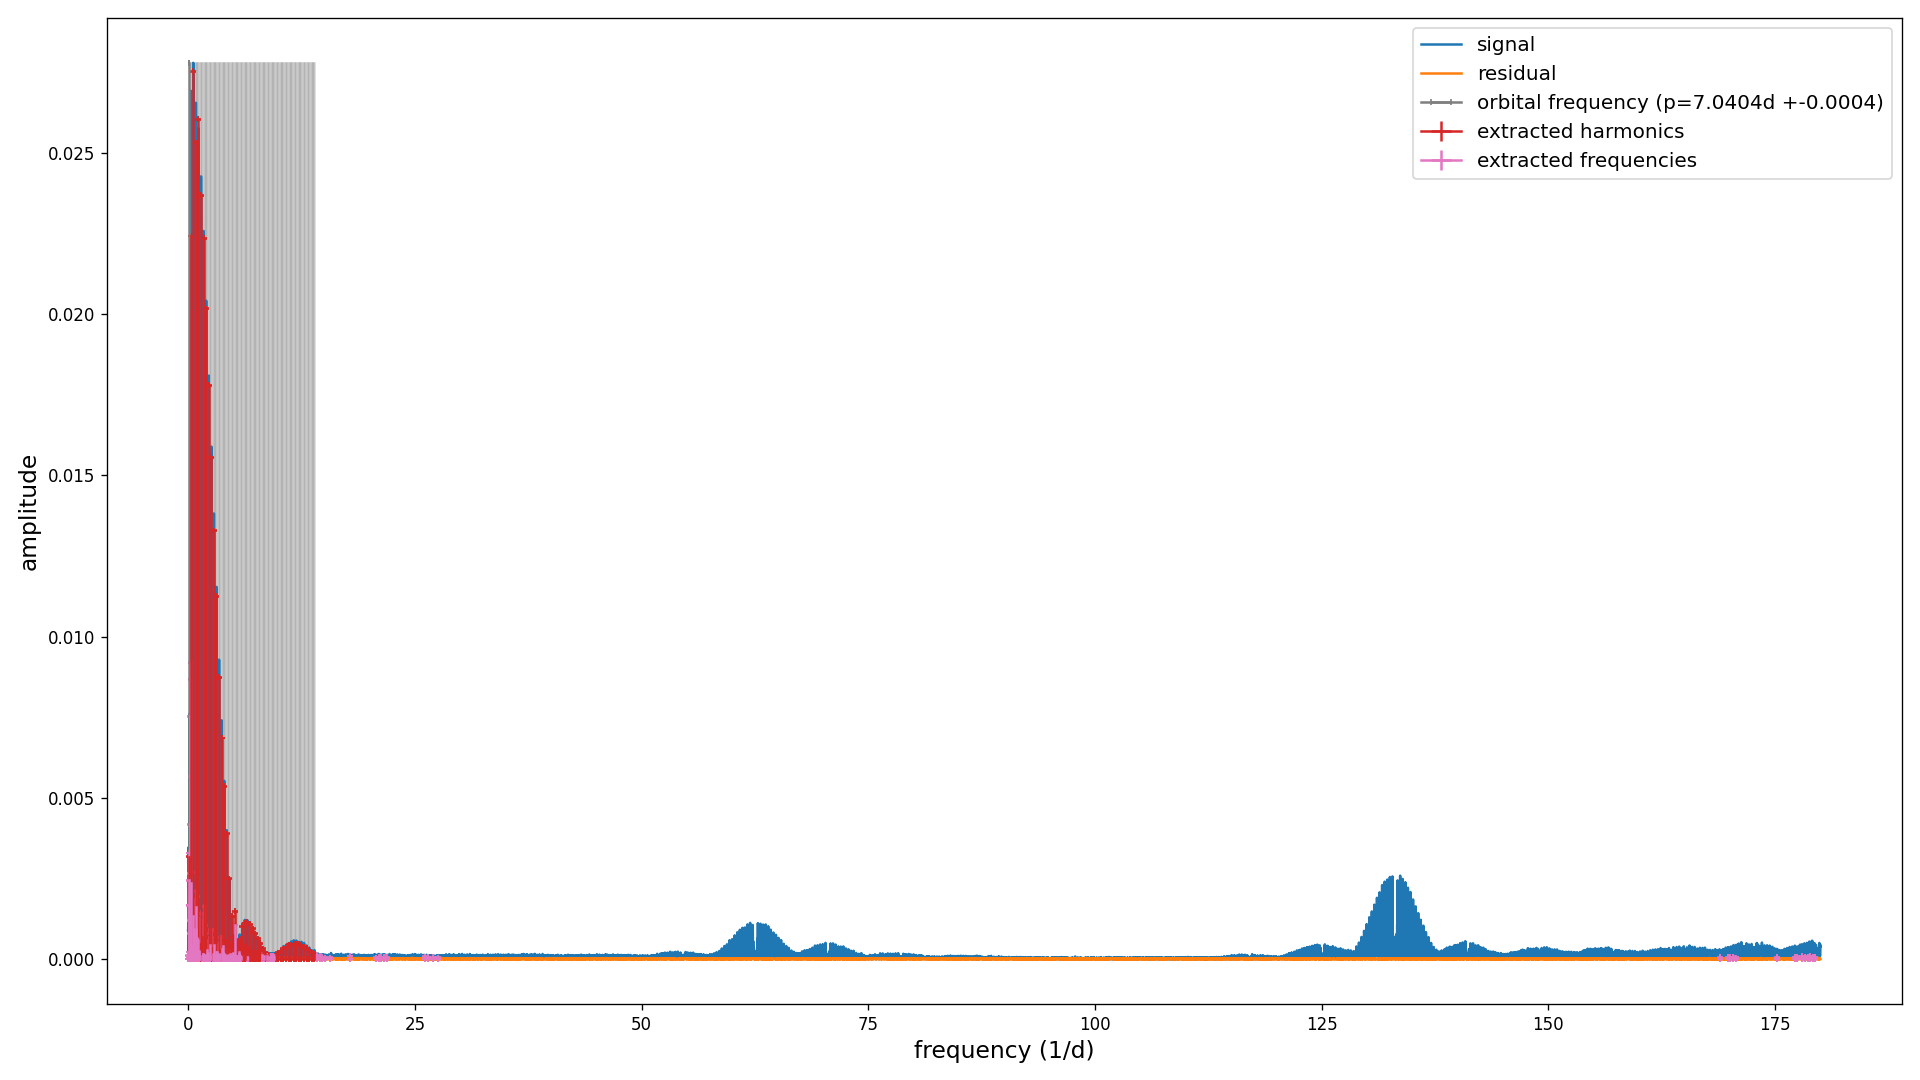 signal
residual
orbital frequency (p=7.0404d +-0.0004)
extracted harmonics
extracted frequencies
amplitude
0.025
0.020
0.015
0.010
0.005
0.000
0 25 50 75 100 125 150 175
frequency (1/d)